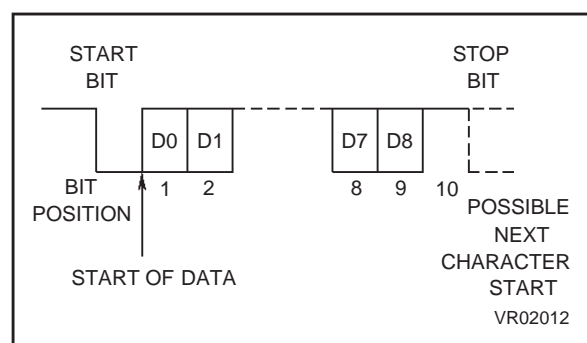 START
BIT
STOP
BIT
D0 D1 D7 D8
BIT
POSITION
1 2 8 9 10
START OF DATA
POSSIBLE
NEXT
CHARACTER
START
VR02012